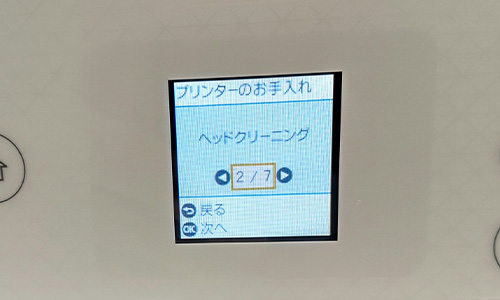 プリンターのお手入れ
ヘッドクリーニング
2 / 7
戻る
OK 次へ